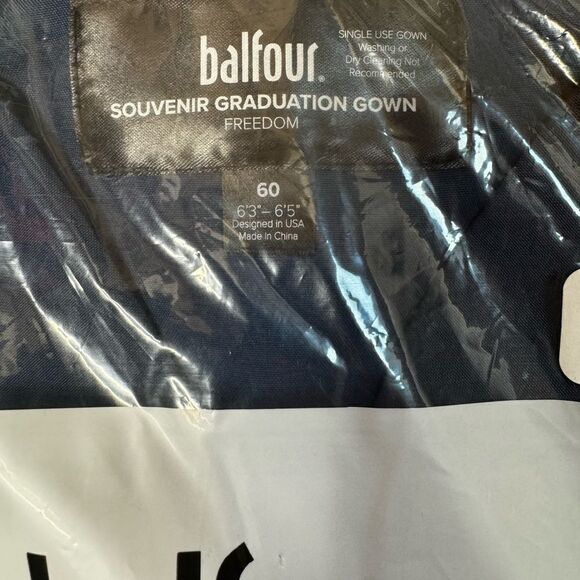 balfour®
SINGLE USE GOWN
Washing or
Dry Cleaning Not
Recommended
SOUVENIR GRADUATION GOWN
FREEDOM
60
6'3"– 6'5"
Designed in USA
Made in China